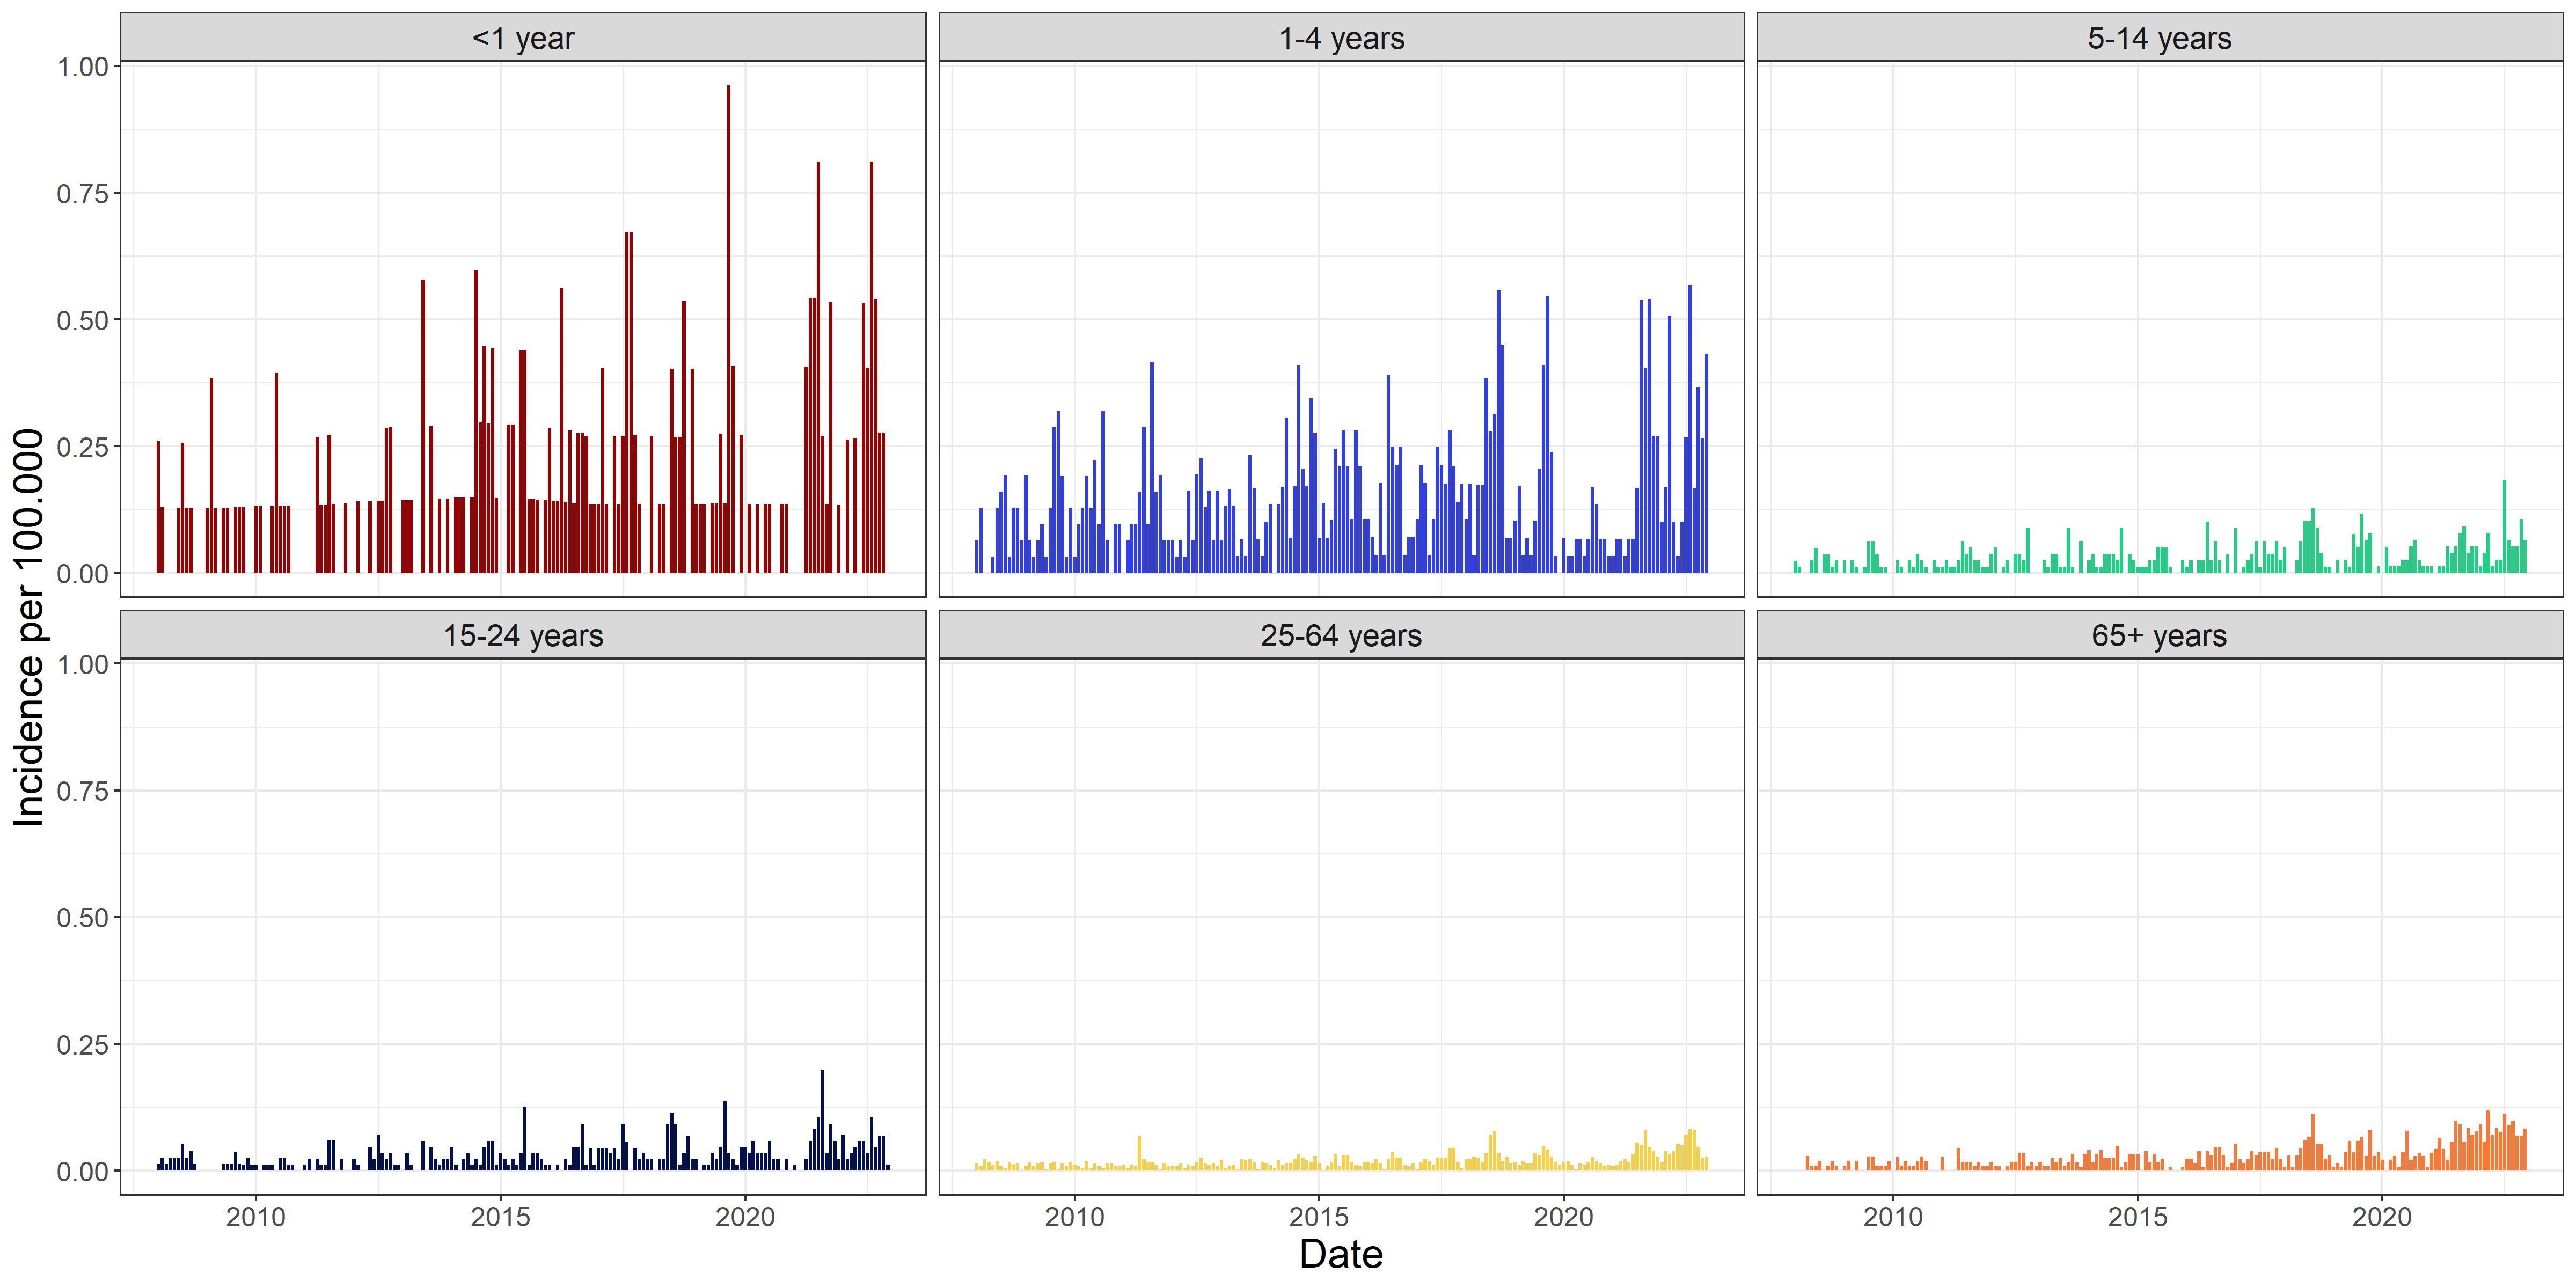 <1 year
1-4 years
5-14 years
1.00
0.75
0.50
0.25
0.00
15-24 years
25-64 years
65+ years
1.00
0.75
0.50
0.25
0.00
2010 2015 2020
2010 2015 2020
2010 2015 2020
Date
Incidence per 100.000